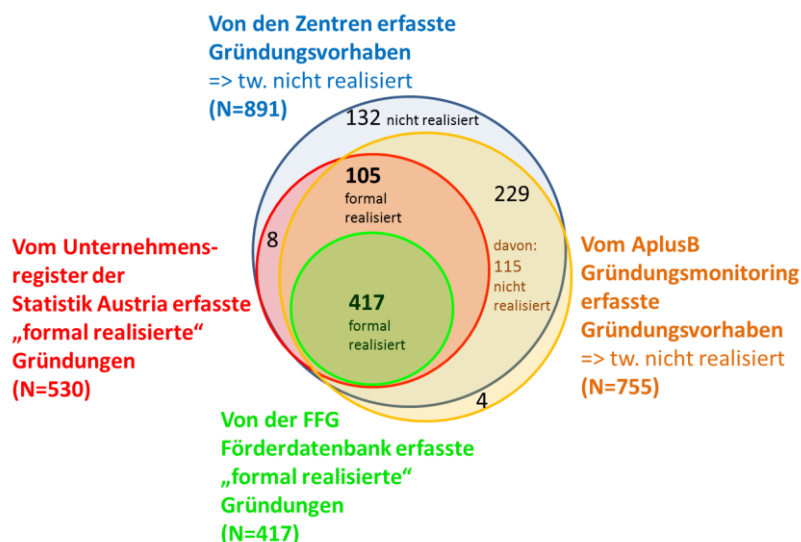 Von den Zentren erfasste
Gründungsvorhaben
=> tw. nicht realisiert
(N=891)
132 nicht realisiert
105
formal
realisiert
229
8
davon:
115
nicht
realisiert
417
formal
realisiert
4
Vom Unternehmens-
register der
Statistik Austria erfasste
„formal realisierte“
Gründungen
(N=530)
Vom AplusB
Gründungsmonitoring
erfasste
Gründungsvorhaben
=> tw. nicht realisiert
(N=755)
Von der FFG
Förderdatenbank erfasste
„formal realisierte“
Gründungen
(N=417)